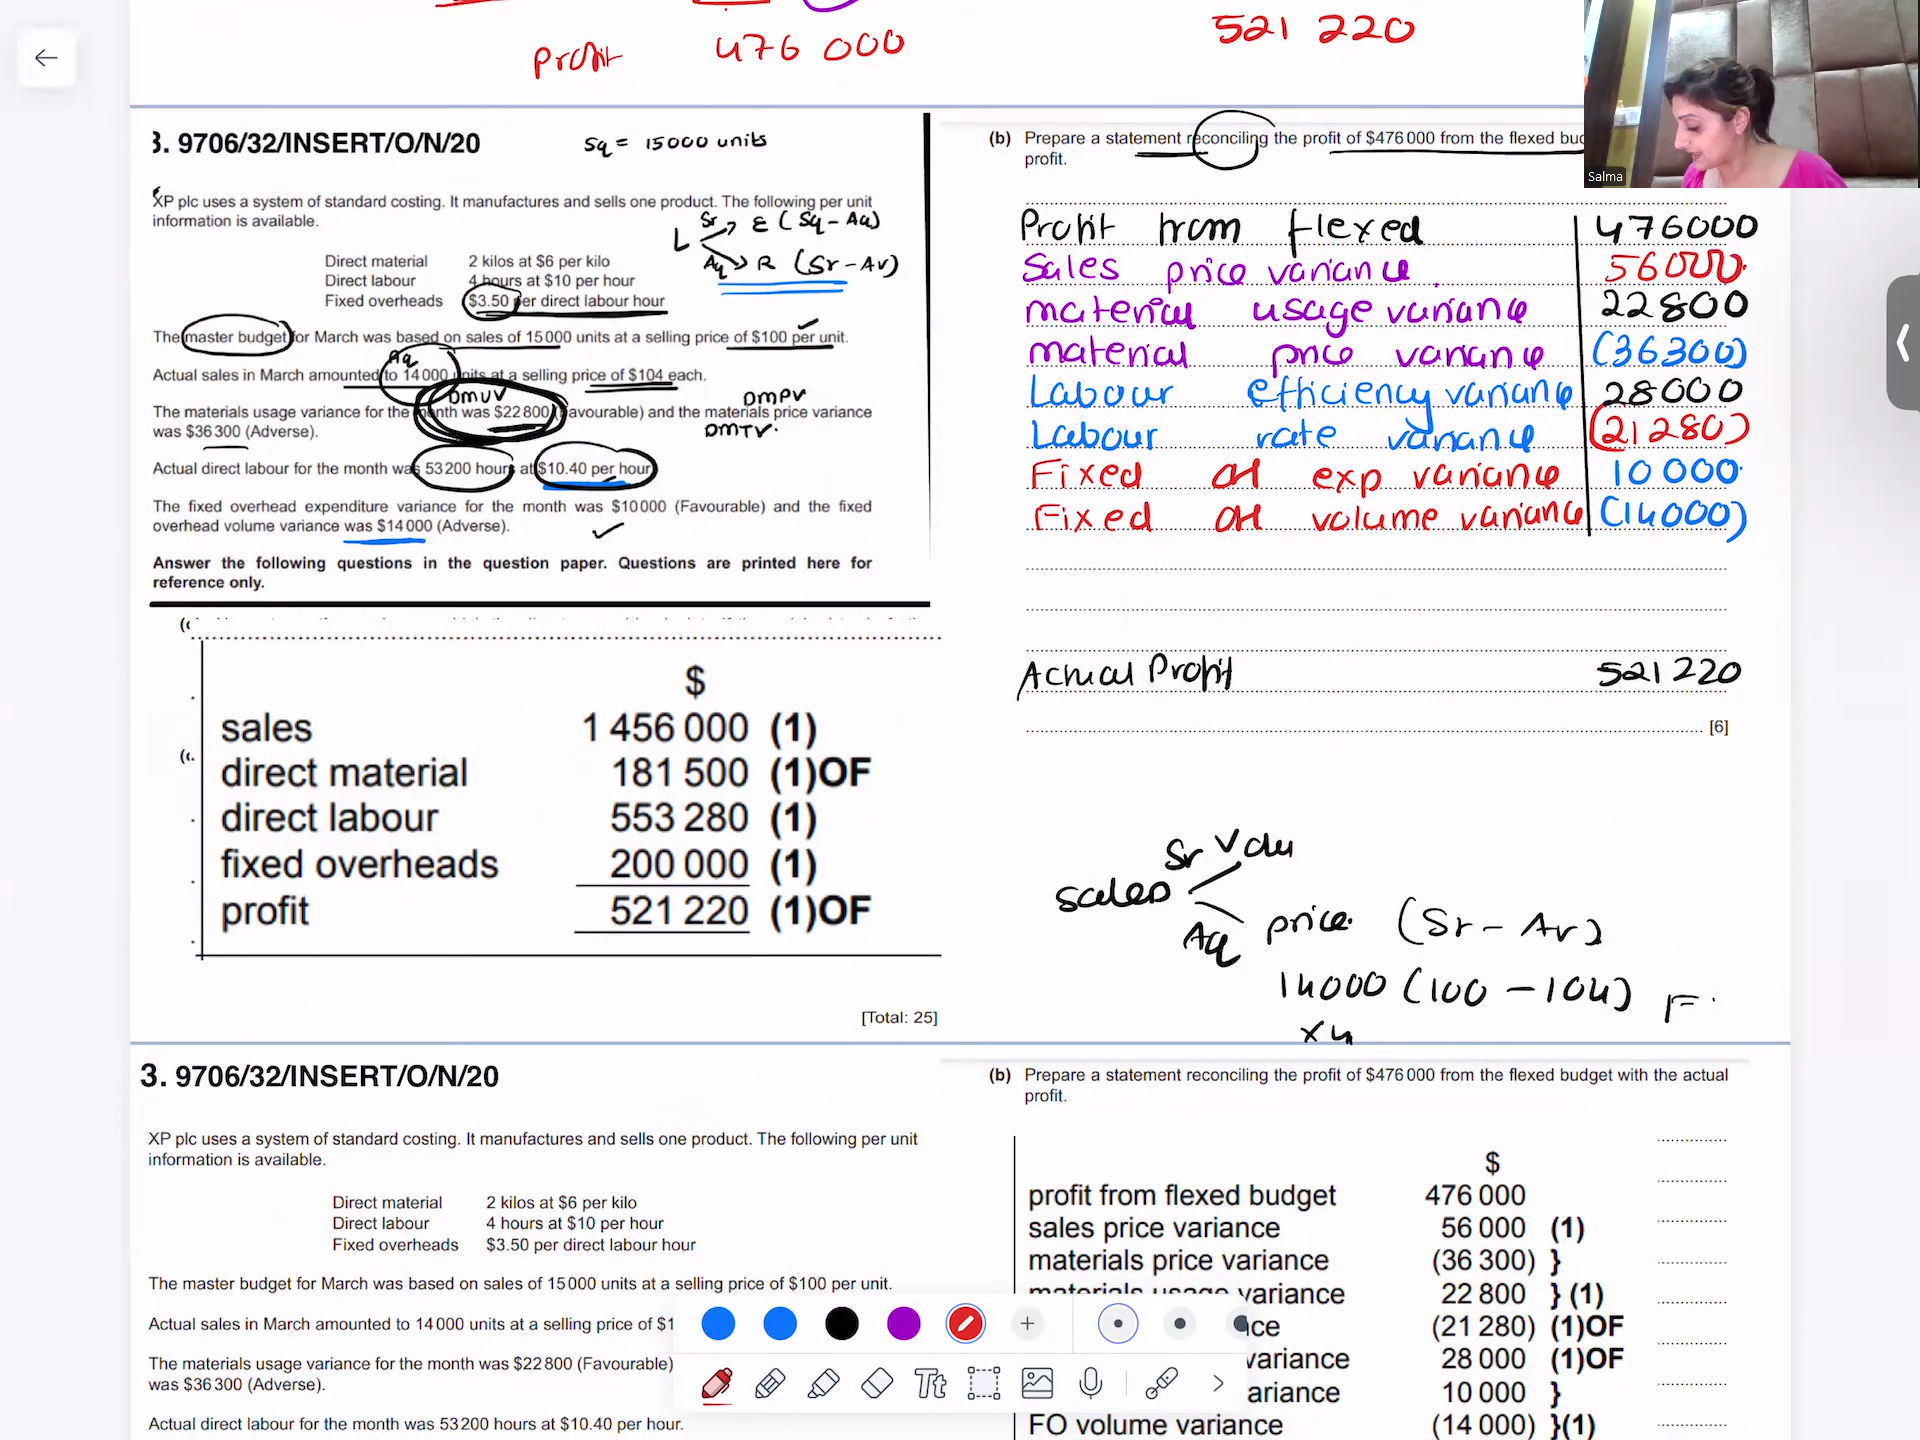 profit 476 000 521 220
3. 9706/32/INSERT/O/N/20
Sq = 15000 units
XP plc uses a system of standard costing. It manufactures and sells one product. The following per unit
information is available.
Sr → E (Sq - Aq)
L
Aq → R (Sr - Ar)
Direct material 2 kilos at $6 per kilo
Direct labour 4 hours at $10 per hour
Fixed overheads $3.50 per direct labour hour
The master budget for March was based on sales of 15 000 units at a selling price of $100 per unit.
Aq
Actual sales in March amounted to 14 000 units at a selling price of $104 each.
DMUV DMPV
The materials usage variance for the month was $22 800 (Favourable) and the materials price variance
was $36 300 (Adverse).
DMTV.
Actual direct labour for the month was 53 200 hours at $10.40 per hour.
The fixed overhead expenditure variance for the month was $10 000 (Favourable) and the fixed
overhead volume variance was $14 000 (Adverse).
Answer the following questions in the question paper. Questions are printed here for
reference only.
$
sales 1 456 000 (1)
direct material 181 500 (1)OF
direct labour 553 280 (1)
fixed overheads 200 000 (1)
profit 521 220 (1)OF
[Total: 25]
(b) Prepare a statement reconciling the profit of $476 000 from the flexed
profit.
Salma
Profit from flexed 476000
Sales price variance 56000
material usage variance 22800
material price variance (36300)
Labour efficiency variance 28000
Labour rate variance (21280)
Fixed OH exp variance 10 000
Fixed OH volume variance (14000)
Actual Profit 521 220
[6]
Sr
sales
Aq price (Sr - Ar)
14000 (100 - 104) F
x4
3. 9706/32/INSERT/O/N/20
XP plc uses a system of standard costing. It manufactures and sells one product. The following per unit
information is available.
Direct material 2 kilos at $6 per kilo
Direct labour 4 hours at $10 per hour
Fixed overheads $3.50 per direct labour hour
The master budget for March was based on sales of 15 000 units at a selling price of $100 per unit.
Actual sales in March amounted to 14 000 units at a selling price of $1
The materials usage variance for the month was $22 800 (Favourable)
was $36 300 (Adverse).
Actual direct labour for the month was 53 200 hours at $10.40 per hour.
(b) Prepare a statement reconciling the profit of $476 000 from the flexed budget with the actual
profit.
$
profit from flexed budget 476 000
sales price variance 56 000 (1)
materials price variance (36 300) }
variance 22 800 } (1)
(21 280) (1)OF
variance 28 000 (1)OF
10 000 }
FO volume variance (14 000) }(1)
Tt